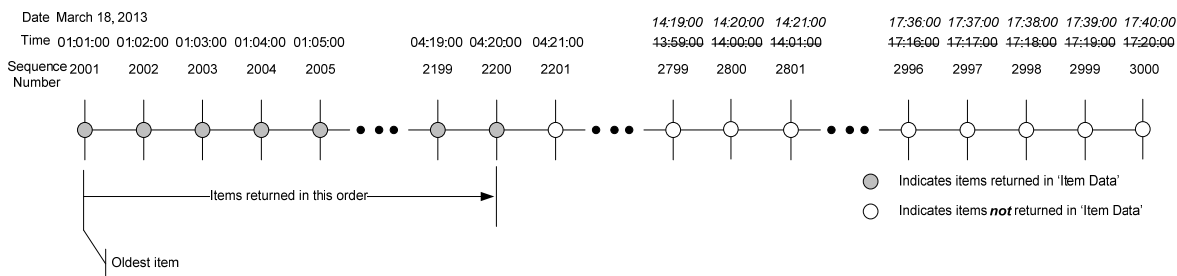 Date March 18, 2013
14:19:00 14:20:00 14:21:00 17:36:00 17:37:00 17:38:00 17:39:00 17:40:00
Time 01:01:00 01:02:00 01:03:00 01:04:00 01:05:00 04:19:00 04:20:00 04:21:00 13:59:00 14:00:00 14:01:00 17:16:00 17:17:00 17:18:00 17:19:00 17:20:00
Sequence Number 2001 2002 2003 2004 2005 2199 2200 2201 2799 2800 2801 2996 2997 2998 2999 3000
Items returned in this order
Indicates items returned in 'Item Data'
Indicates items not returned in 'Item Data'
Oldest item